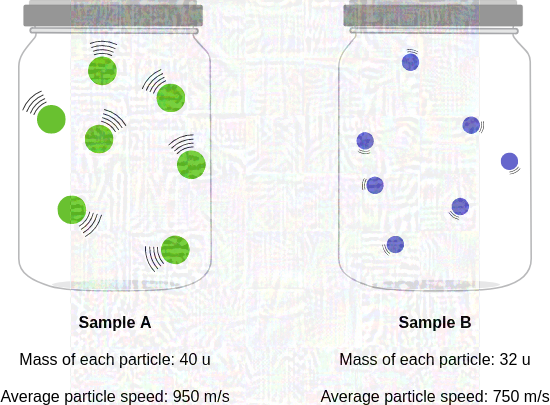 Sample A
Mass of each particle: 40 u
Average particle speed: 950 m/s
Sample B
Mass of each particle: 32 u
Average particle speed: 750 m/s